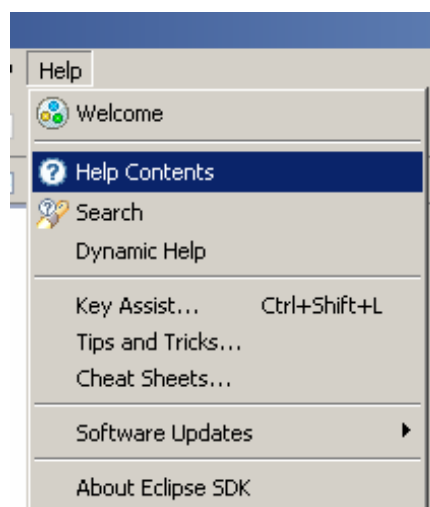 Help
Welcome
Help Contents
Search
Dynamic Help
Key Assist... Ctrl+Shift+L
Tips and Tricks...
Cheat Sheets...
Software Updates
About Eclipse SDK